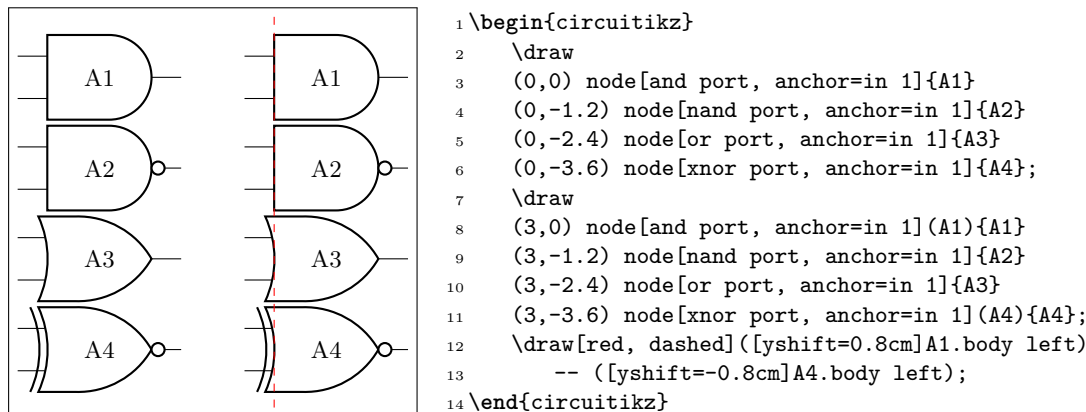 A1 A1
A2 A2
A3 A3
A4 A4
1 \begin{circuitikz}
2 \draw
3 (0,0) node[and port, anchor=in 1]{A1}
4 (0,-1.2) node[nand port, anchor=in 1]{A2}
5 (0,-2.4) node[or port, anchor=in 1]{A3}
6 (0,-3.6) node[xnor port, anchor=in 1]{A4};
7 \draw
8 (3,0) node[and port, anchor=in 1](A1){A1}
9 (3,-1.2) node[nand port, anchor=in 1]{A2}
10 (3,-2.4) node[or port, anchor=in 1]{A3}
11 (3,-3.6) node[xnor port, anchor=in 1](A4){A4};
12 \draw[red, dashed]([yshift=0.8cm]A1.body left)
13 -- ([yshift=-0.8cm]A4.body left);
14 \end{circuitikz}